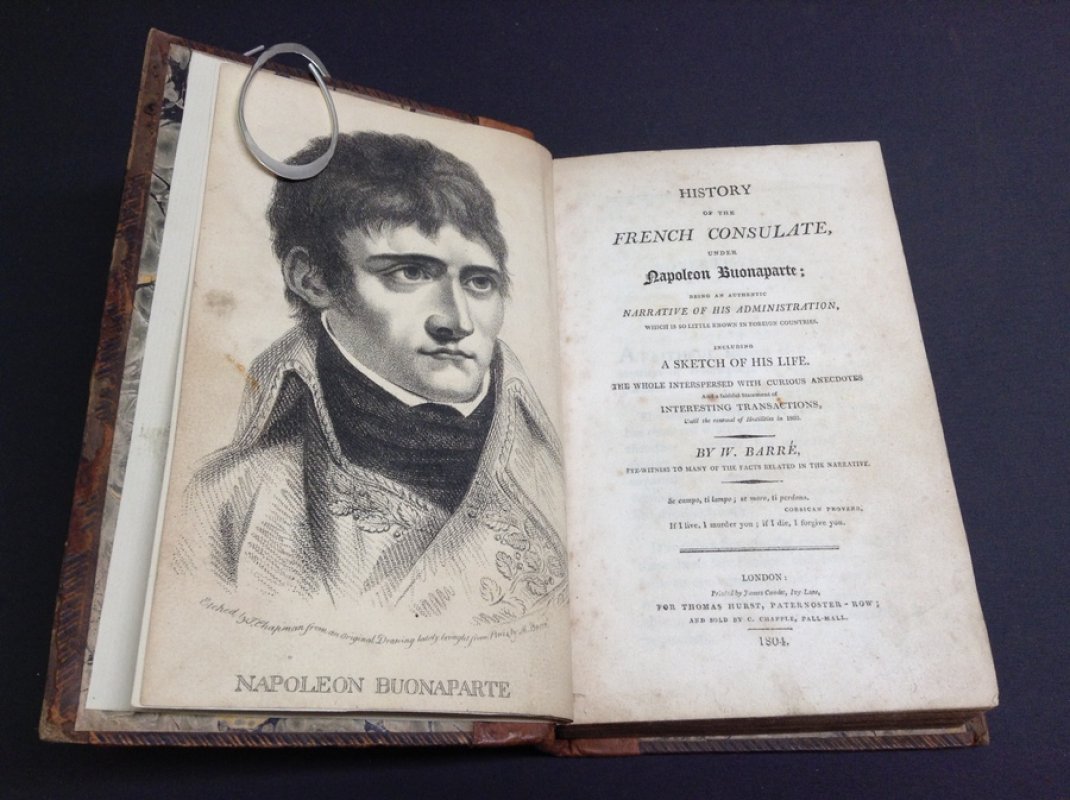 Etched by J. Chapman from an Original Drawing lately brought from Paris by M. Barré
NAPOLEON BUONAPARTE
HISTORY
OF THE
FRENCH CONSULATE,
UNDER
Napoleon Buonaparte;
BEING AN AUTHENTIC
NARRATIVE OF HIS ADMINISTRATION,
WHICH IS SO LITTLE KNOWN IN FOREIGN COUNTRIES.
INCLUDING
A SKETCH OF HIS LIFE.
THE WHOLE INTERSPERSED WITH CURIOUS ANECDOTES
And a faithful Statement of
INTERESTING TRANSACTIONS,
Until the renewal of Hostilities in 1803.
BY W. BARRÉ,
EYE-WITNESS TO MANY OF THE FACTS RELATED IN THE NARRATIVE.
Se campo, ti lampo; se moro, ti perdono.
CORSICAN PROVERB.
If I live, I murder you; if I die, I forgive you.
LONDON:
Printed by James Cundee, Ivy-Lane,
FOR THOMAS HURST, PATERNOSTER-ROW;
AND SOLD BY C. CHAPPLE, PALL-MALL.
1804.